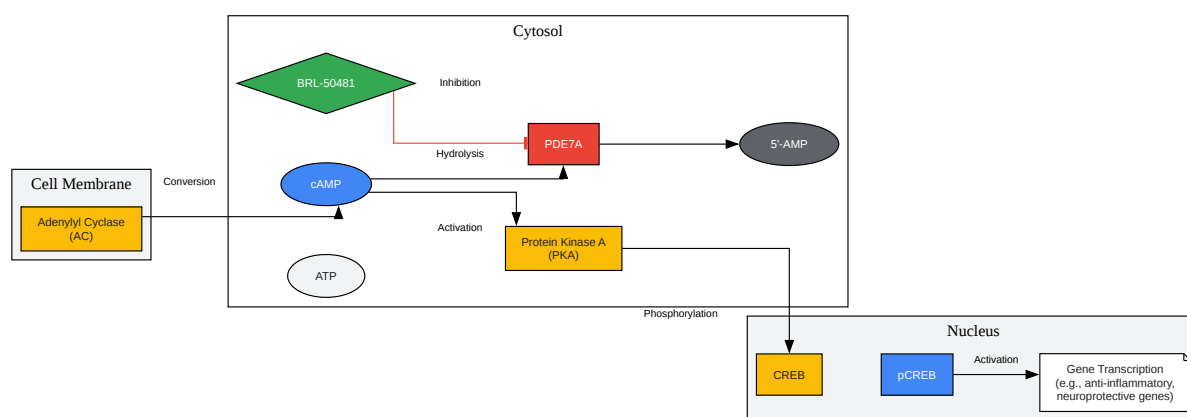 Cytosol
BRL-50481
Inhibition
PDE7A
5'-AMP
Hydrolysis
Cell Membrane
Conversion
cAMP
Adenylyl Cyclase
(AC)
Activation
Protein Kinase A
(PKA)
ATP
Phosphorylation
Nucleus
CREB
pCREB
Activation
Gene Transcription
(e.g., anti-inflammatory,
neuroprotective genes)